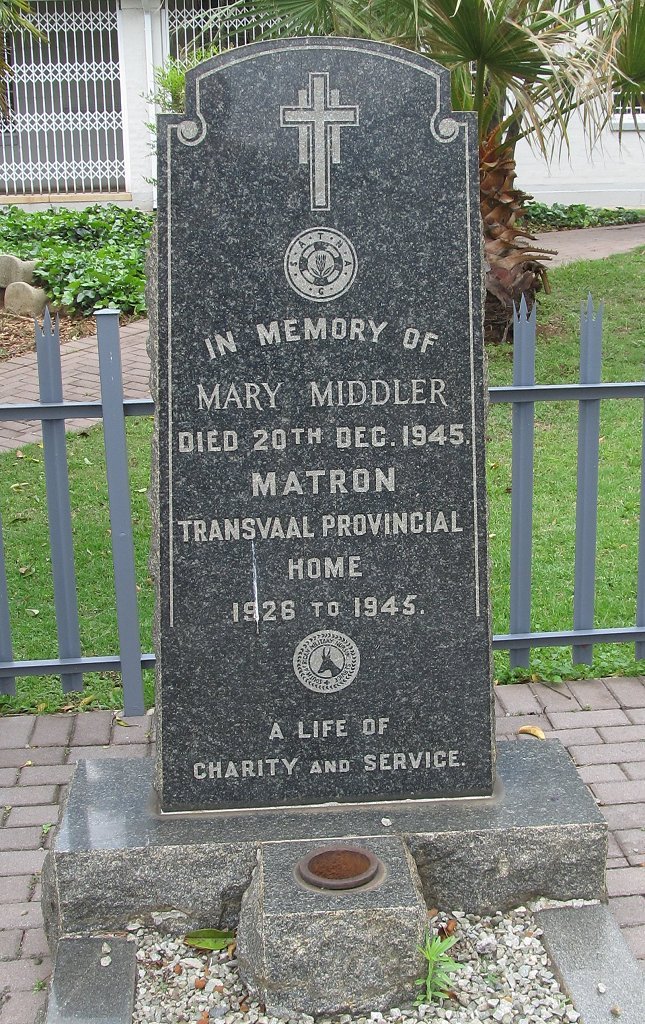 S.A.T.N.A.
IN MEMORY OF
MARY MIDDLER
DIED 20TH DEC. 1945.
MATRON
TRANSVAAL PROVINCIAL
HOME
1926 TO 1945.
A LIFE OF
CHARITY AND SERVICE.